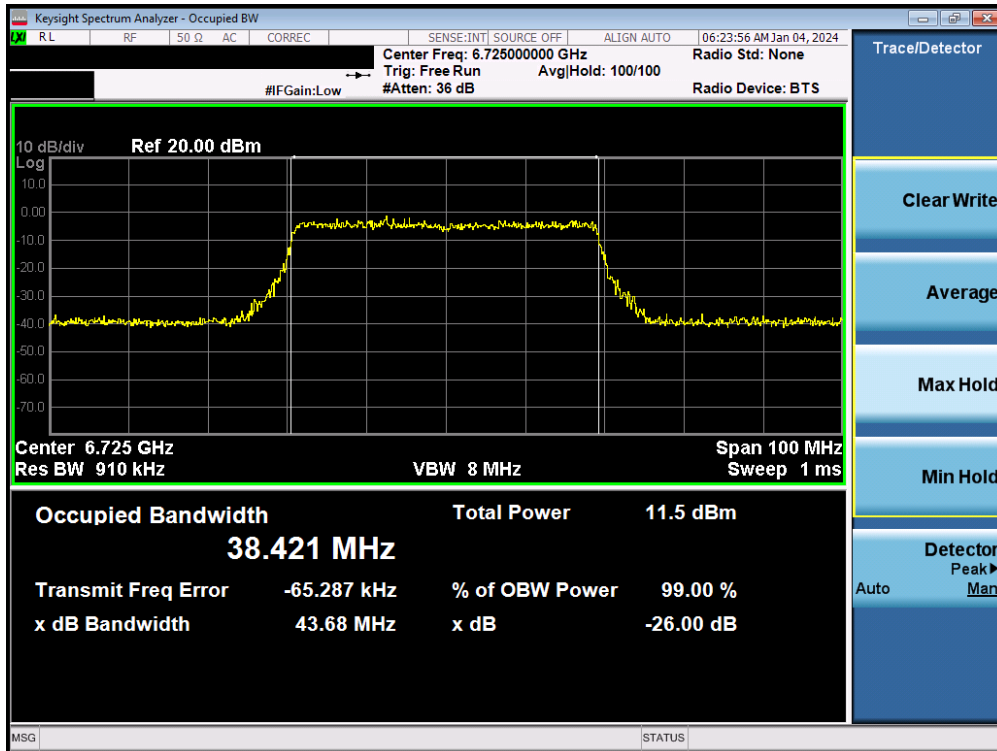 Keysight Spectrum Analyzer - Occupied BW
LXI RL RF 50 Ω AC CORREC SENSE:INT SOURCE OFF ALIGN AUTO 06:23:56 AM Jan 04, 2024
Center Freq: 6.725000000 GHz Radio Std: None
Trig: Free Run Avg|Hold: 100/100
#IFGain:Low #Atten: 36 dB Radio Device: BTS
Trace/Detector
10 dB/div Ref 20.00 dBm
Log
10.0
0.00
-10.0
-20.0
-30.0
-40.0
-50.0
-60.0
-70.0
Center 6.725 GHz Span 100 MHz
Res BW 910 kHz VBW 8 MHz Sweep 1 ms
Occupied Bandwidth Total Power 11.5 dBm
38.421 MHz
Transmit Freq Error -65.287 kHz % of OBW Power 99.00 %
x dB Bandwidth 43.68 MHz x dB -26.00 dB
Clear Write
Average
Max Hold
Min Hold
Detector
Peak
Auto Man
MSG STATUS